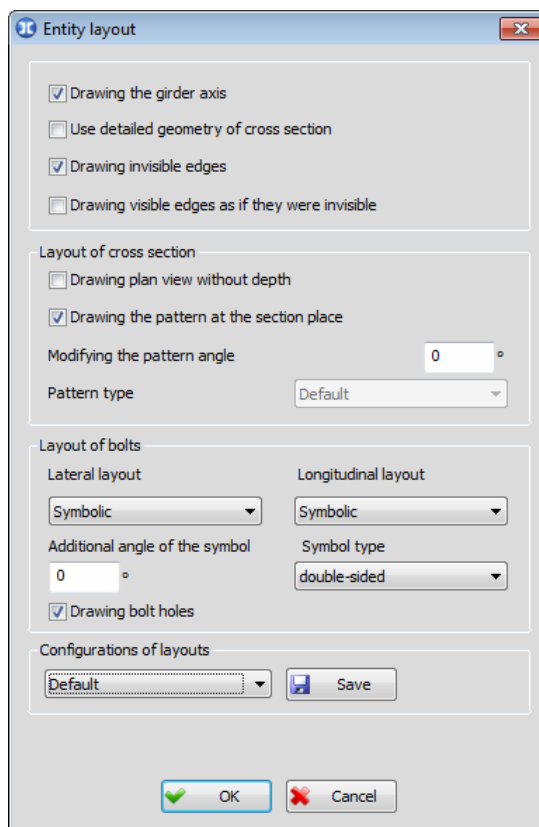 Entity layout
Drawing the girder axis
Use detailed geometry of cross section
Drawing invisible edges
Drawing visible edges as if they were invisible
Layout of cross section
Drawing plan view without depth
Drawing the pattern at the section place
Modifying the pattern angle 0 °
Pattern type Default
Layout of bolts
Lateral layout Longitudinal layout
Symbolic Symbolic
Additional angle of the symbol Symbol type
0 ° double-sided
Drawing bolt holes
Configurations of layouts
Default Save
OK Cancel